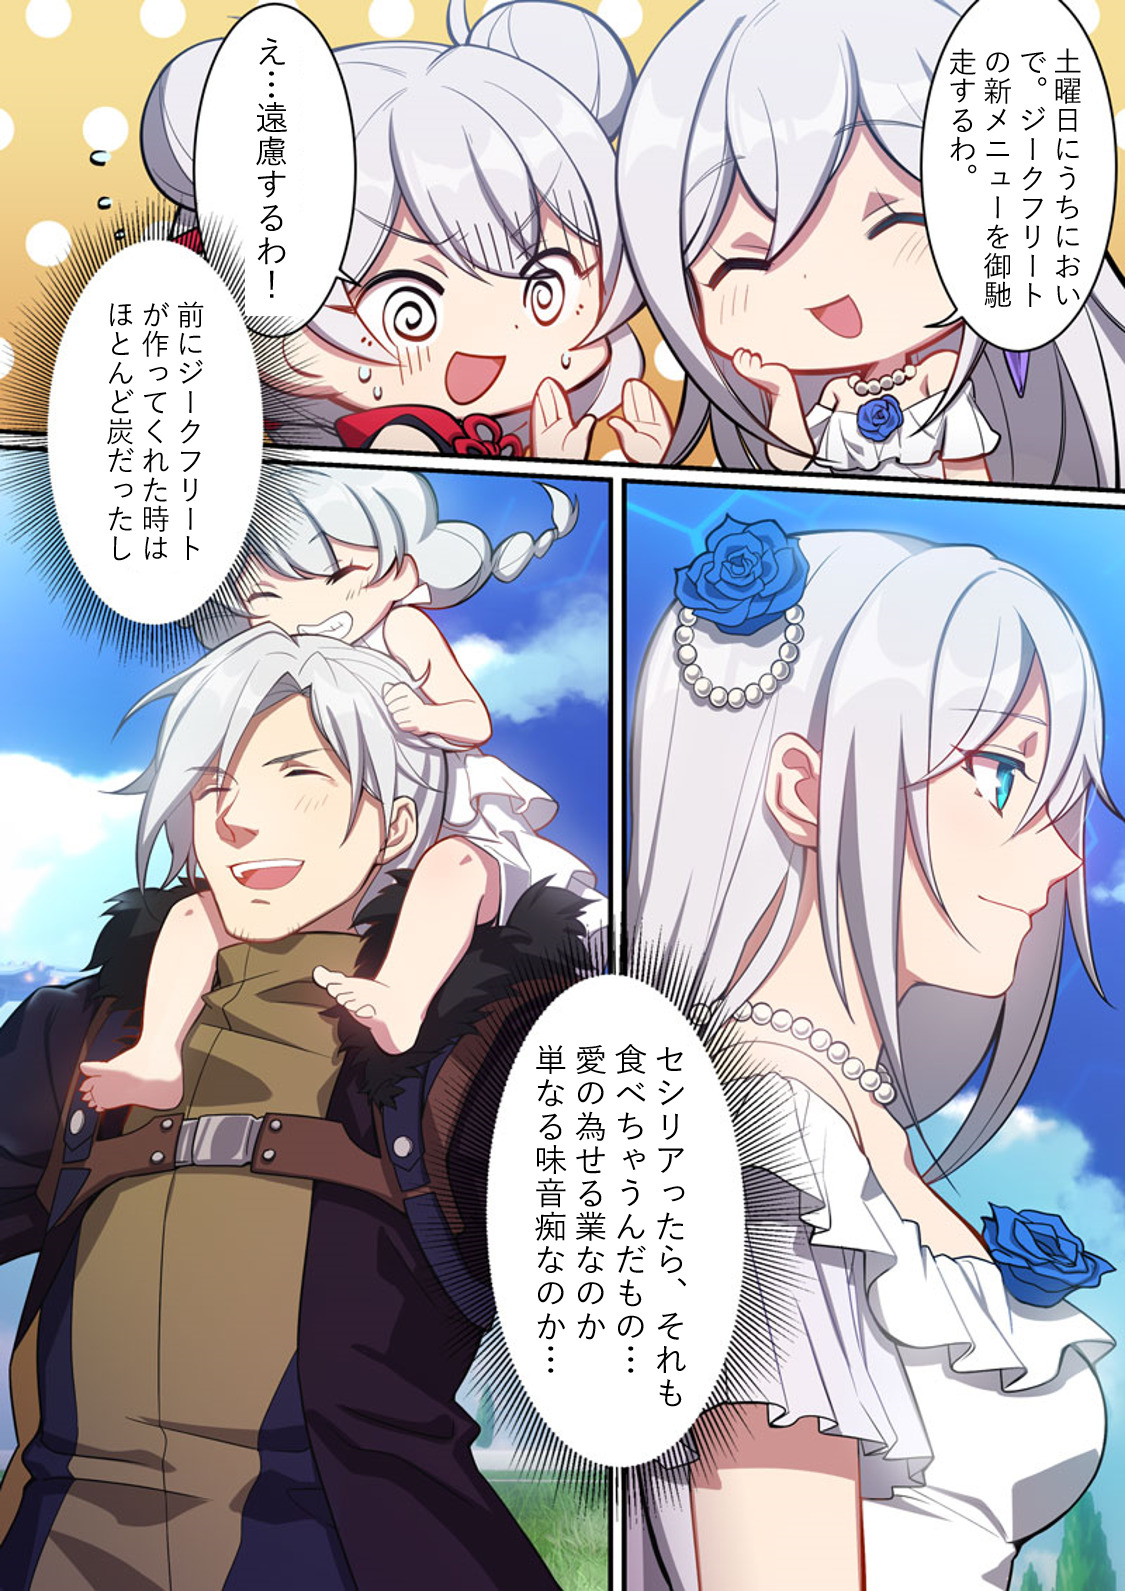 土曜日にうちにおい
で。ジークフリート
の新メニューを御馳
走するわ。
え…遠慮するわ！
前にジークフリート
が作ってくれた時は
ほとんど炭だったし
セシリアったら、それも
食べちゃうんだもの…
愛の為せる業なのか
単なる味音痴なのか…